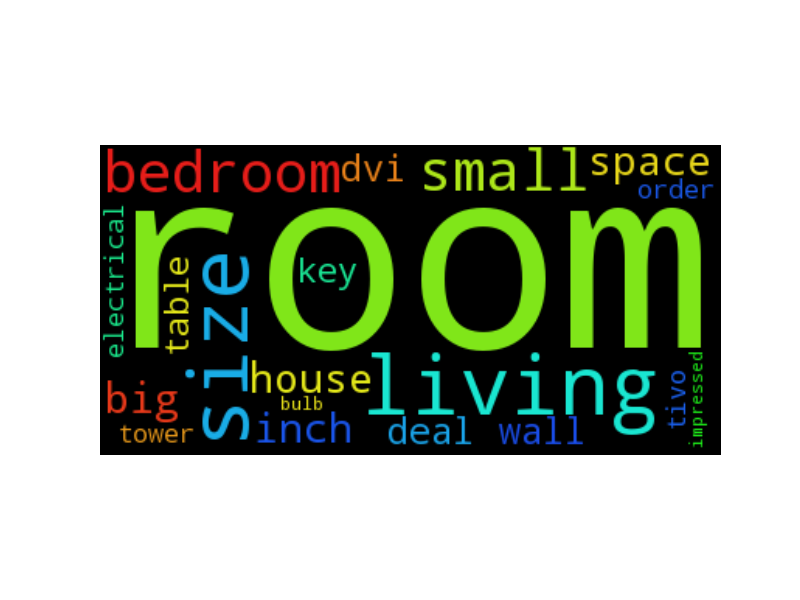 bedroom
dvi
small
space
order
room
electrical
table
size
key
house
living
big
bulb
tower
inch
deal
wall
tivo
impressed